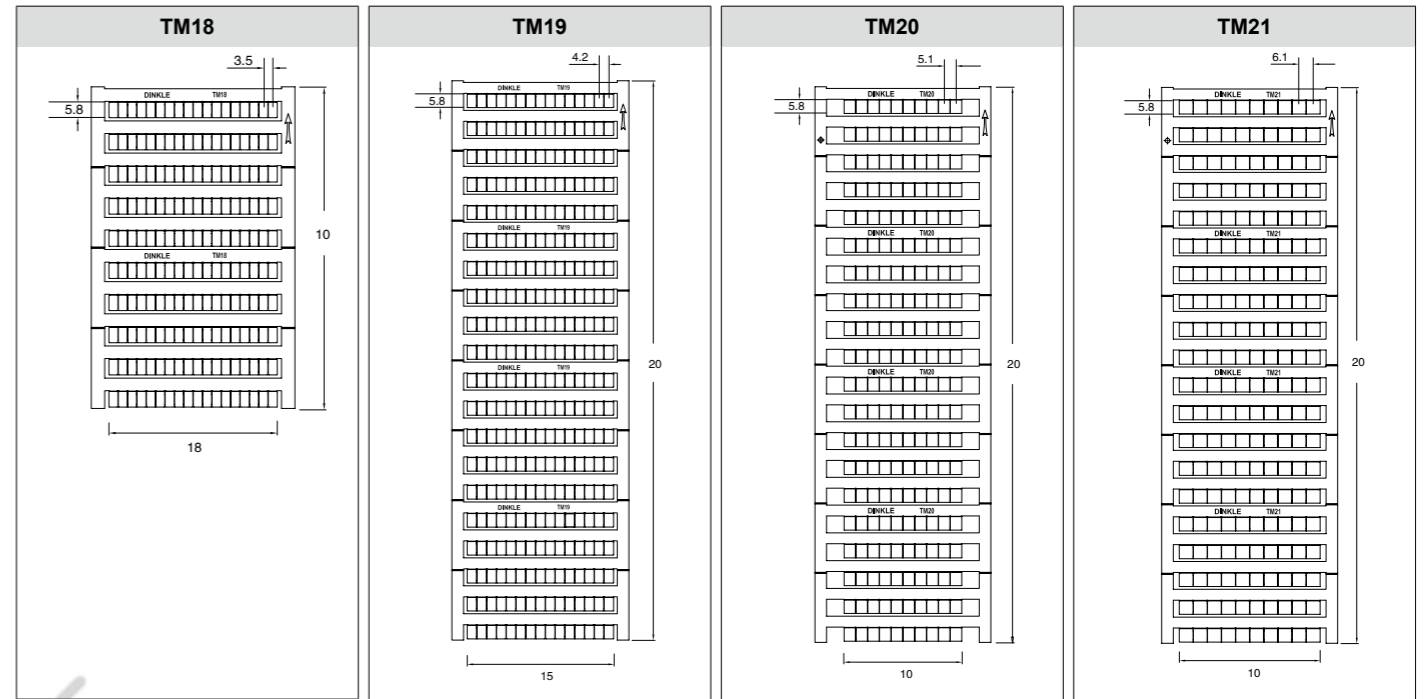 TM18
3.5
DINKLE TM18
5.8
10
DINKLE TM18
18
TM19
4.2
DINKLE TM19
5.8
DINKLE TM19
20
DINKLE TM19
DINKLE TM19
15
TM20
5.1
DINKLE TM20
5.8
DINKLE TM20
20
DINKLE TM20
DINKLE TM20
10
TM21
6.1
DINKLE TM21
5.8
DINKLE TM21
20
DINKLE TM21
DINKLE TM21
10